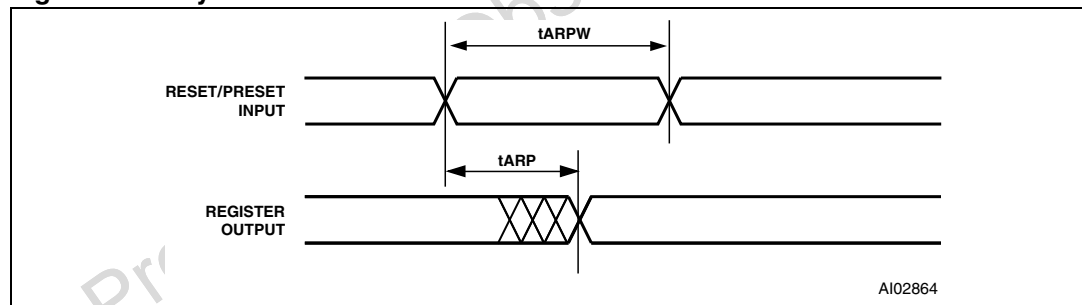 tARPW
RESET/PRESET
INPUT
tARP
REGISTER
OUTPUT
AI02864